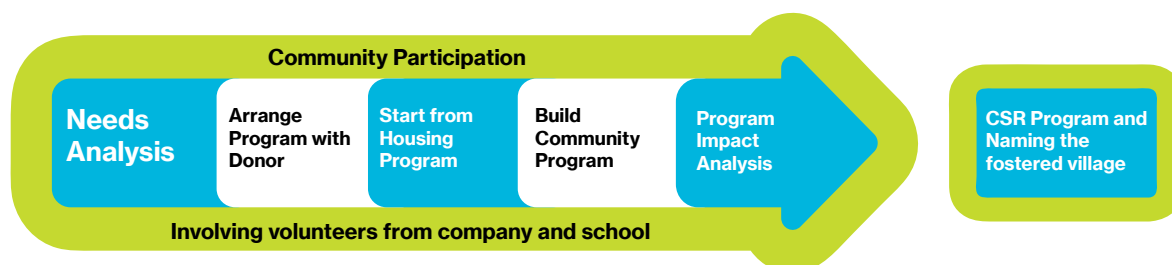 Community Participation
Needs
Analysis
Arrange
Program with
Donor
Start from
Housing
Program
Build
Community
Program
Program
Impact
Analysis
CSR Program and
Naming the
fostered village
Involving volunteers from company and school